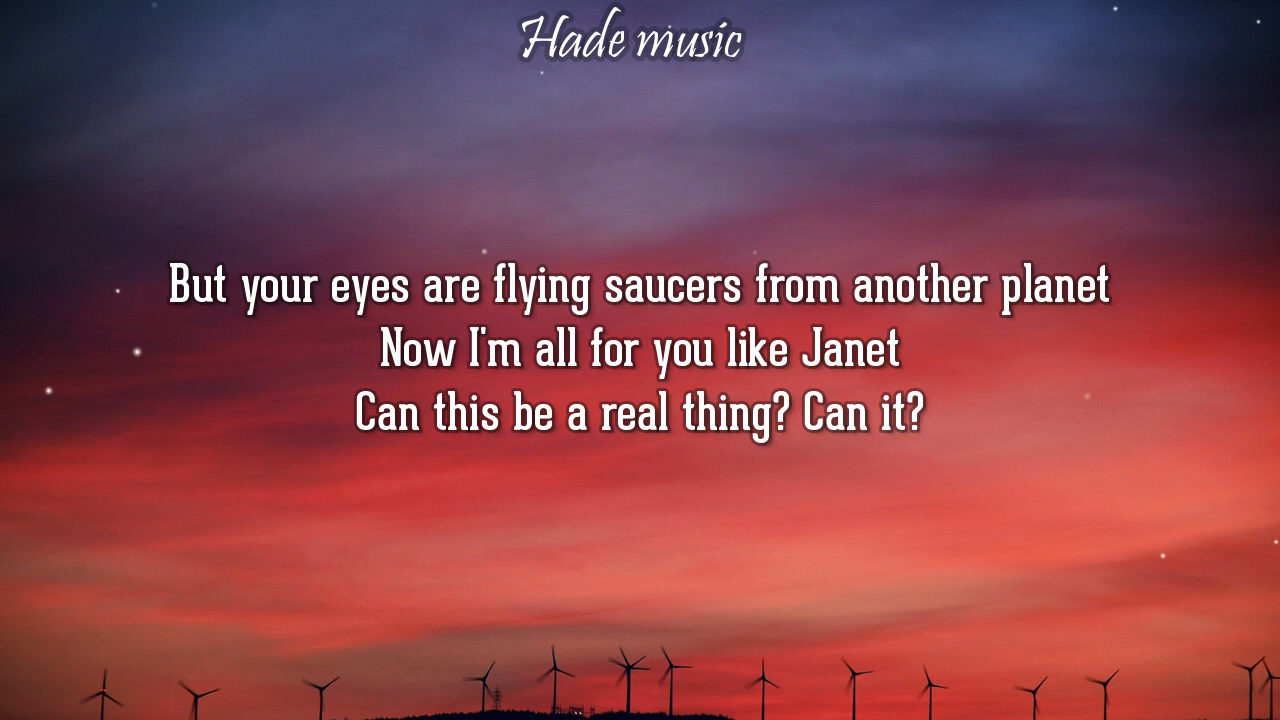 Hade music
But your eyes are flying saucers from another planet
Now I'm all for you like Janet
Can this be a real thing? Can it?